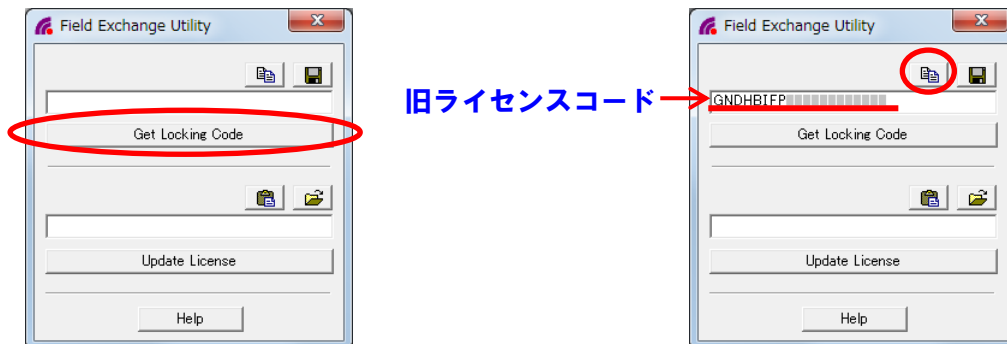 Field Exchange Utility
Get Locking Code
Update License
Help
旧ライセンスコード
Field Exchange Utility
GNDHBIFP
Get Locking Code
Update License
Help